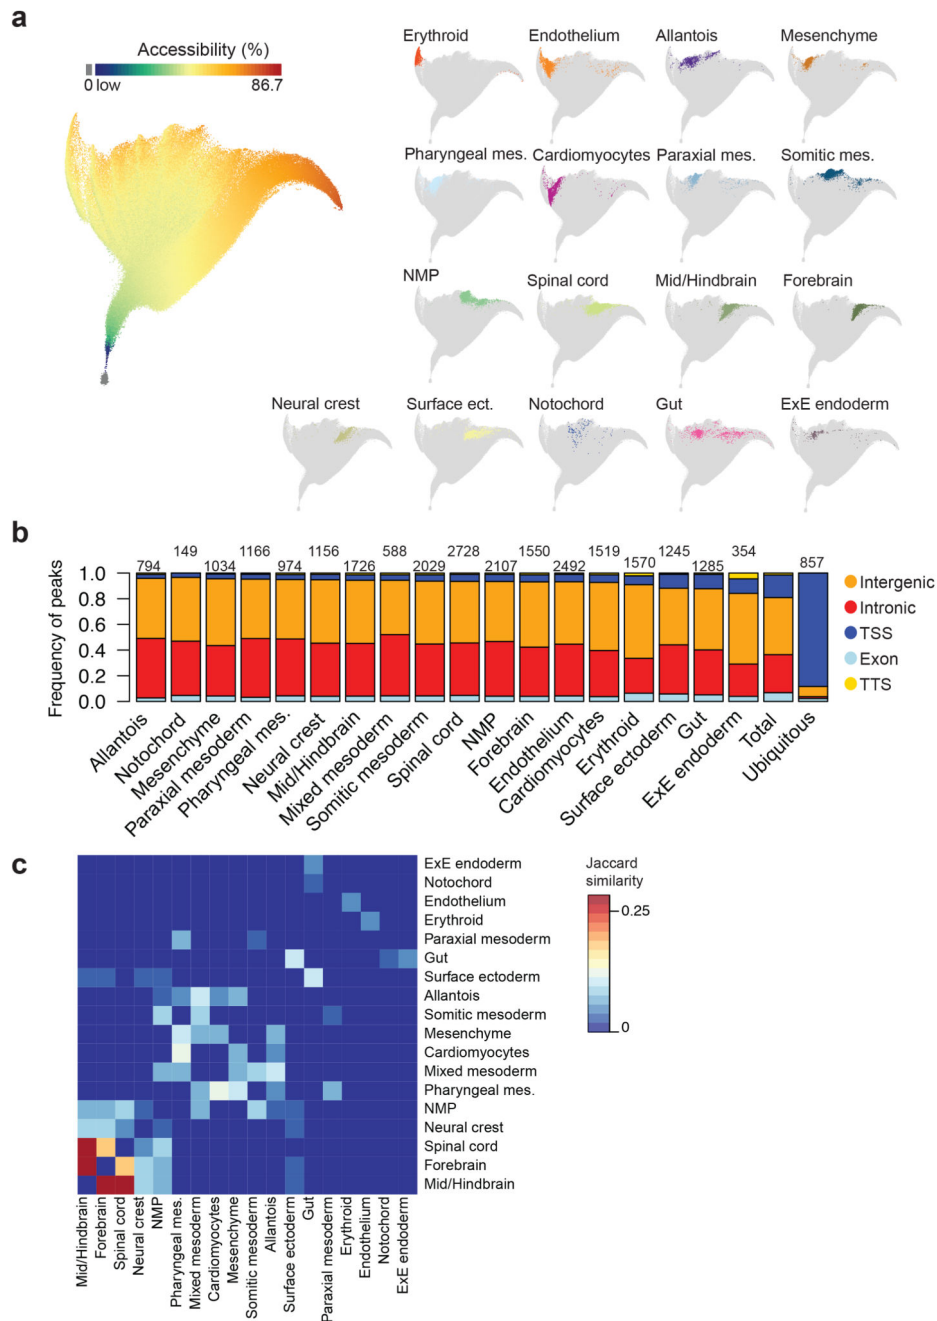 a
Accessibility (%)
0 low 86.7
Erythroid Endothelium Allantois Mesenchyme
Pharyngeal mes. Cardiomyocytes Paraxial mes. Somitic mes.
NMP Spinal cord Mid/Hindbrain Forebrain
Neural crest Surface ect. Notochord Gut ExE endoderm
b
794 149 1034 1166 974 1156 1726 588 2029 2728 2107 1550 2492 1519 1570 1245 1285 354 857
Frequency of peaks
1.0
0.8
0.6
0.4
0.2
0.0
Intergenic
Intronic
TSS
Exon
TTS
Allantois
Notochord
Mesenchyme
Paraxial mesoderm
Pharyngeal mes.
Neural crest
Mid/Hindbrain
Mixed mesoderm
Somitic mesoderm
Spinal cord
NMP
Forebrain
Endothelium
Cardiomyocytes
Erythroid
Surface ectoderm
Gut
ExE endoderm
Total
Ubiquitous
c
ExE endoderm
Notochord
Endothelium
Erythroid
Paraxial mesoderm
Gut
Surface ectoderm
Allantois
Somitic mesoderm
Mesenchyme
Cardiomyocytes
Mixed mesoderm
Pharyngeal mes.
NMP
Neural crest
Spinal cord
Forebrain
Mid/Hindbrain
Jaccard
similarity
0.25
0
Mid/Hindbrain
Forebrain
Spinal cord
Neural crest
NMP
Pharyngeal mes.
Mixed mesoderm
Cardiomyocytes
Mesenchyme
Somitic mesoderm
Allantois
Surface ectoderm
Gut
Paraxial mesoderm
Erythroid
Endothelium
Notochord
ExE endoderm